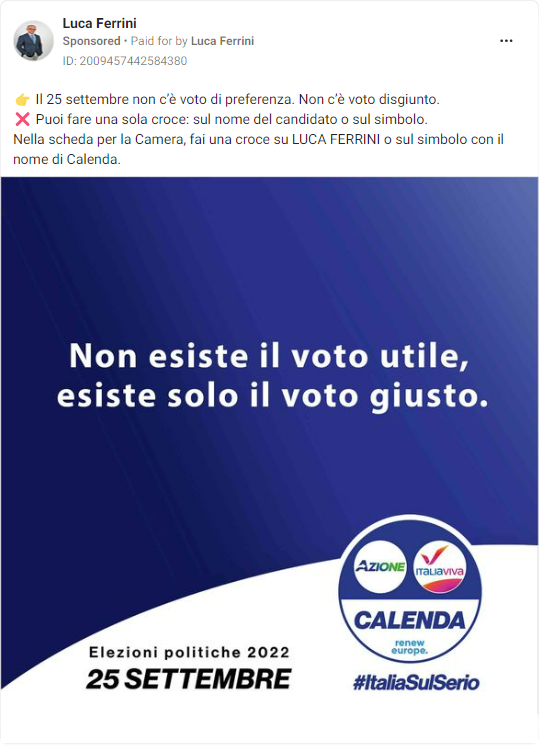 Luca Ferrini
Sponsored • Paid for by Luca Ferrini
ID: 2009457442584380
👉 Il 25 settembre non c'è voto di preferenza. Non c'è voto disgiunto.
❌ Puoi fare una sola croce: sul nome del candidato o sul simbolo.
Nella scheda per la Camera, fai una croce su LUCA FERRINI o sul simbolo con il
nome di Calenda.
Non esiste il voto utile,
esiste solo il voto giusto.
AZIONE
ITALIAVIVA
CALENDA
renew
europe.
Elezioni politiche 2022
25 SETTEMBRE
#ItaliaSulSerio